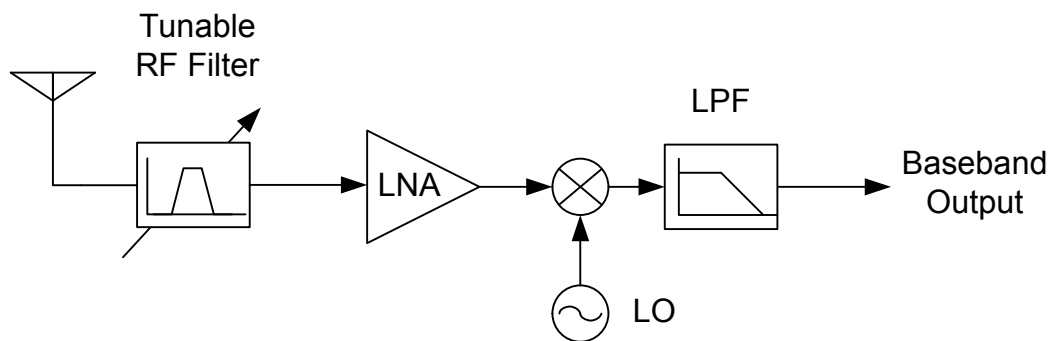 Tunable
RF Filter
LPF
LNA
Baseband
Output
LO